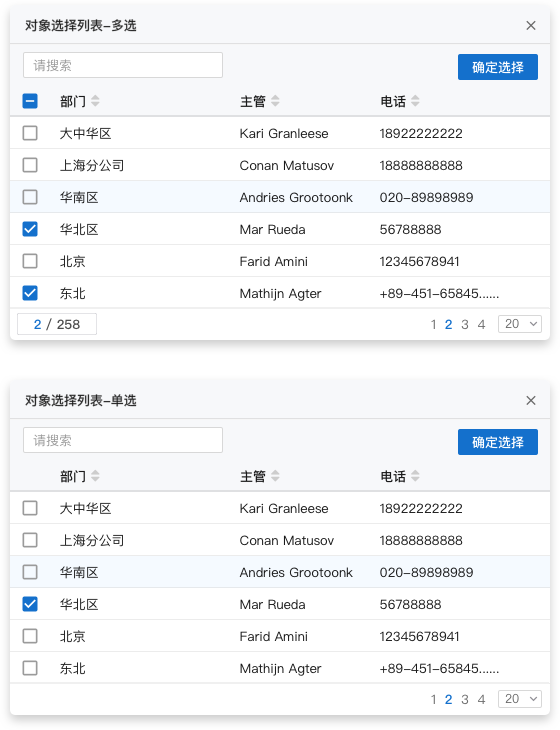 对象选择列表-多选
请搜索 确定选择
部门 主管 电话
大中华区 Kari Granleese 18922222222
上海分公司 Conan Matusov 18888888888
华南区 Andries Grootoonk 020-89898989
华北区 Mar Rueda 56788888
北京 Farid Amini 12345678941
东北 Mathijn Agter +89-451-65845......
2 / 258 1 2 3 4 20
对象选择列表-单选
请搜索 确定选择
部门 主管 电话
大中华区 Kari Granleese 18922222222
上海分公司 Conan Matusov 18888888888
华南区 Andries Grootoonk 020-89898989
华北区 Mar Rueda 56788888
北京 Farid Amini 12345678941
东北 Mathijn Agter +89-451-65845......
1 2 3 4 20